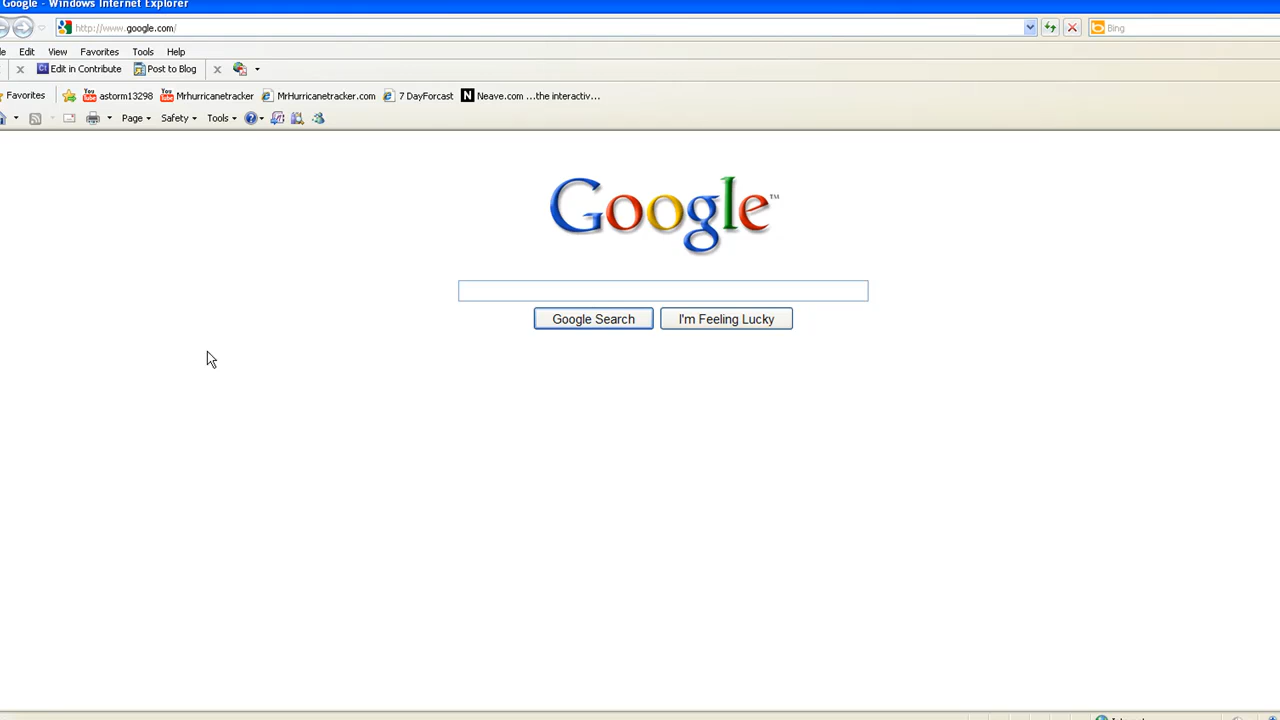 Google - Windows Internet Explorer
http://www.google.com/
Bing
Edit View Favorites Tools Help
Edit in Contribute Post to Blog
Favorites astorm13298 Mrhurricanetracker MrHurricanetracker.com 7 DayForcast Neave.com ...the interactiv...
Page Safety Tools
Google™
Google Search I'm Feeling Lucky